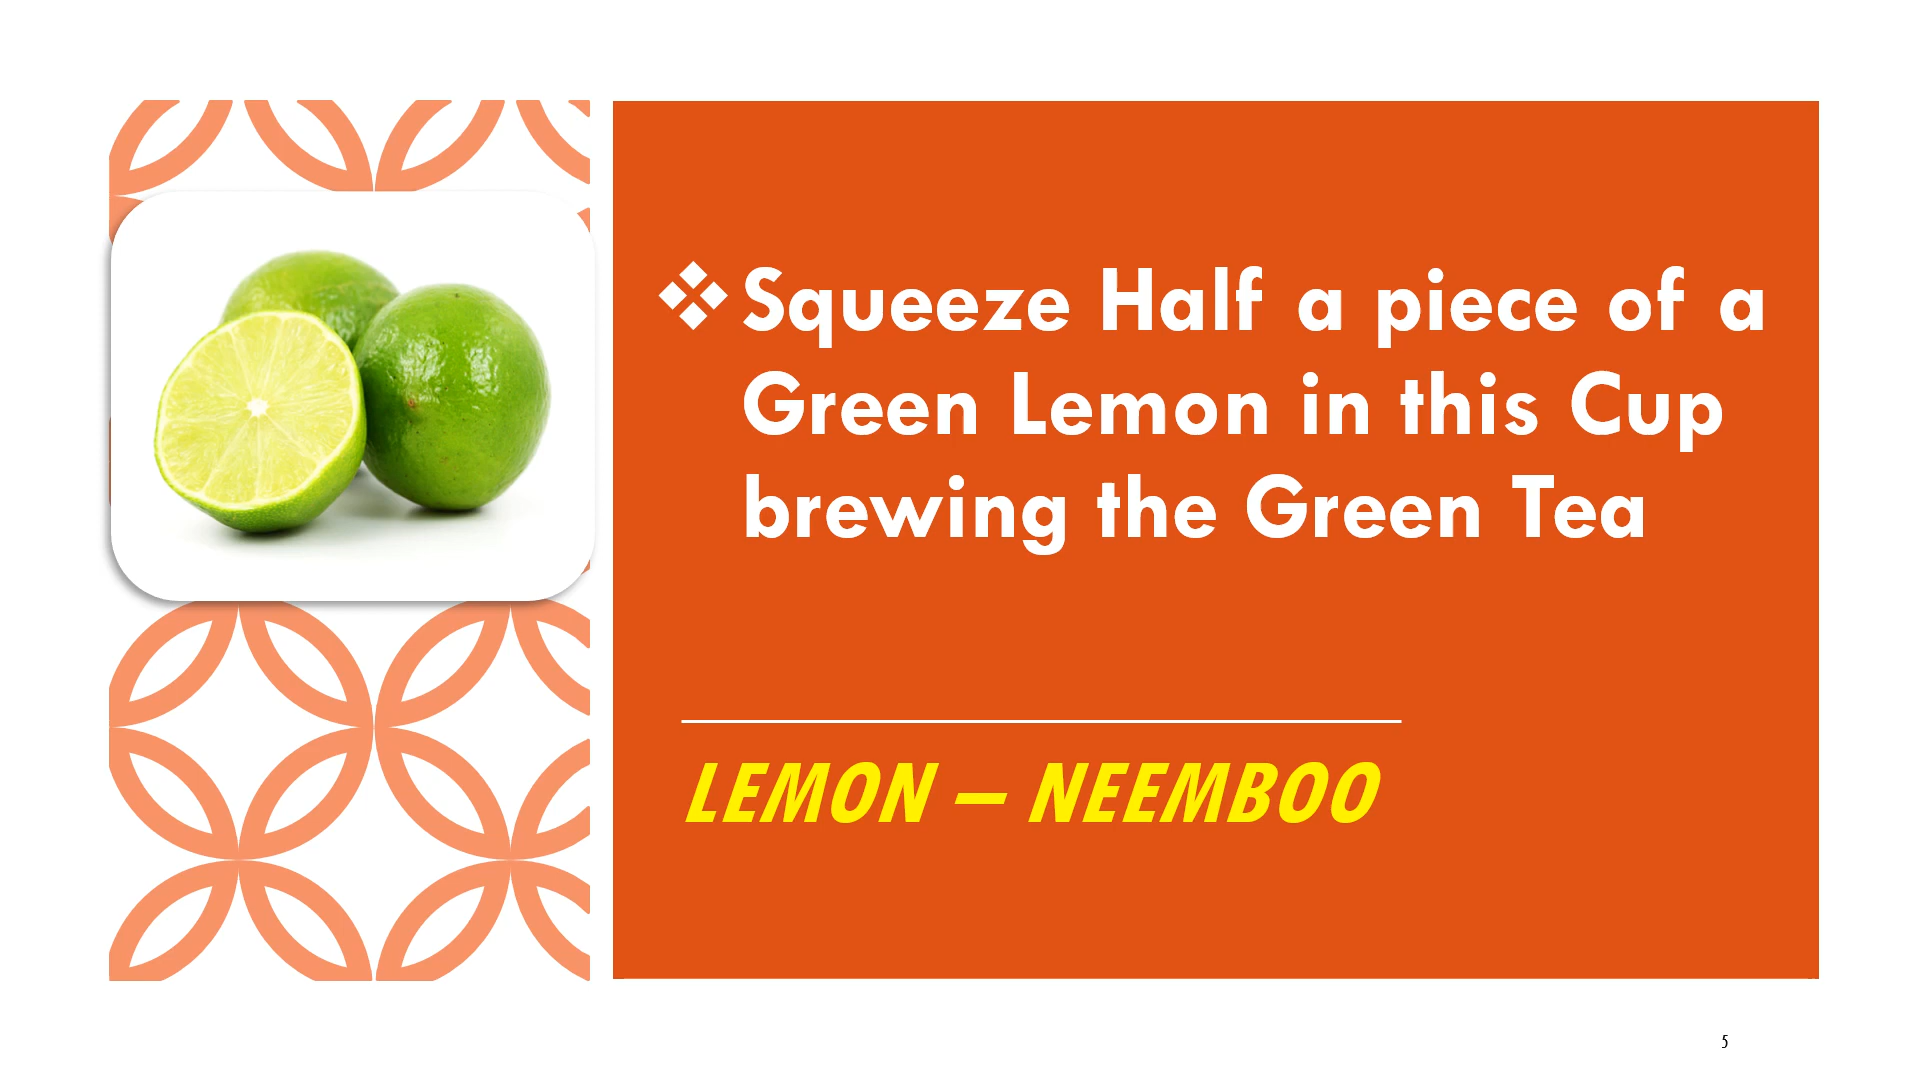 ❖ Squeeze Half a piece of a
Green Lemon in this Cup
brewing the Green Tea
LEMON – NEEMBOO
5